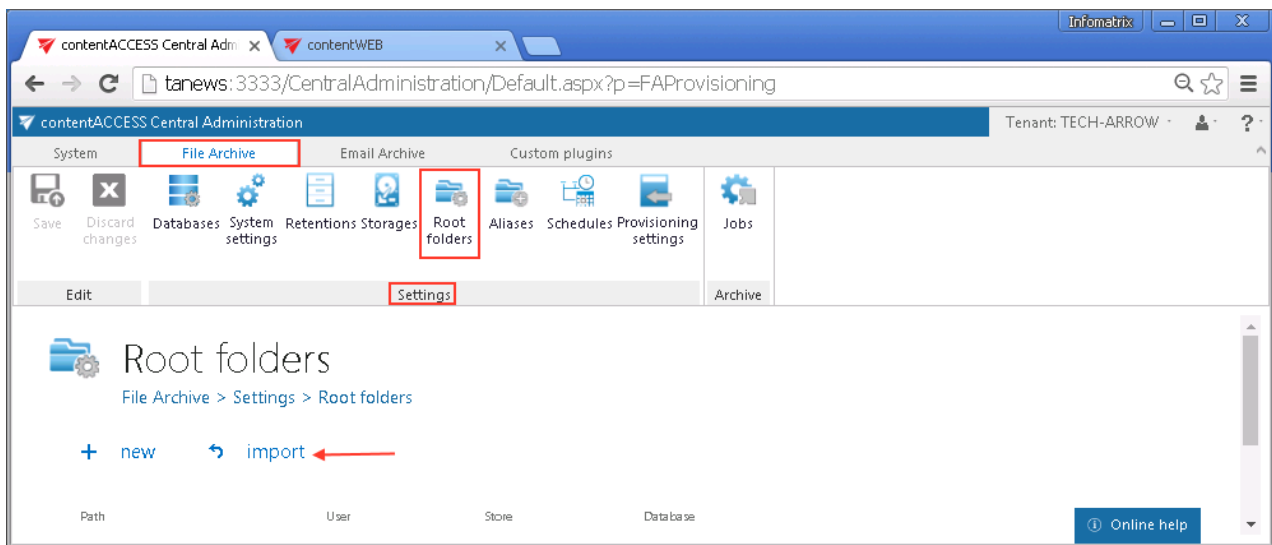 Infomatrix
contentACCESS Central Adm
contentWEB
tanews:3333/CentralAdministration/Default.aspx?p=FAProvisioning
contentACCESS Central Administration
Tenant: TECH-ARROW
?
System File Archive Email Archive Custom plugins
Save Discard changes Databases System settings Retentions Storages Root folders Aliases Schedules Provisioning settings Jobs
Edit Settings Archive
Root folders
File Archive > Settings > Root folders
+ new import
Path User Store Database
Online help